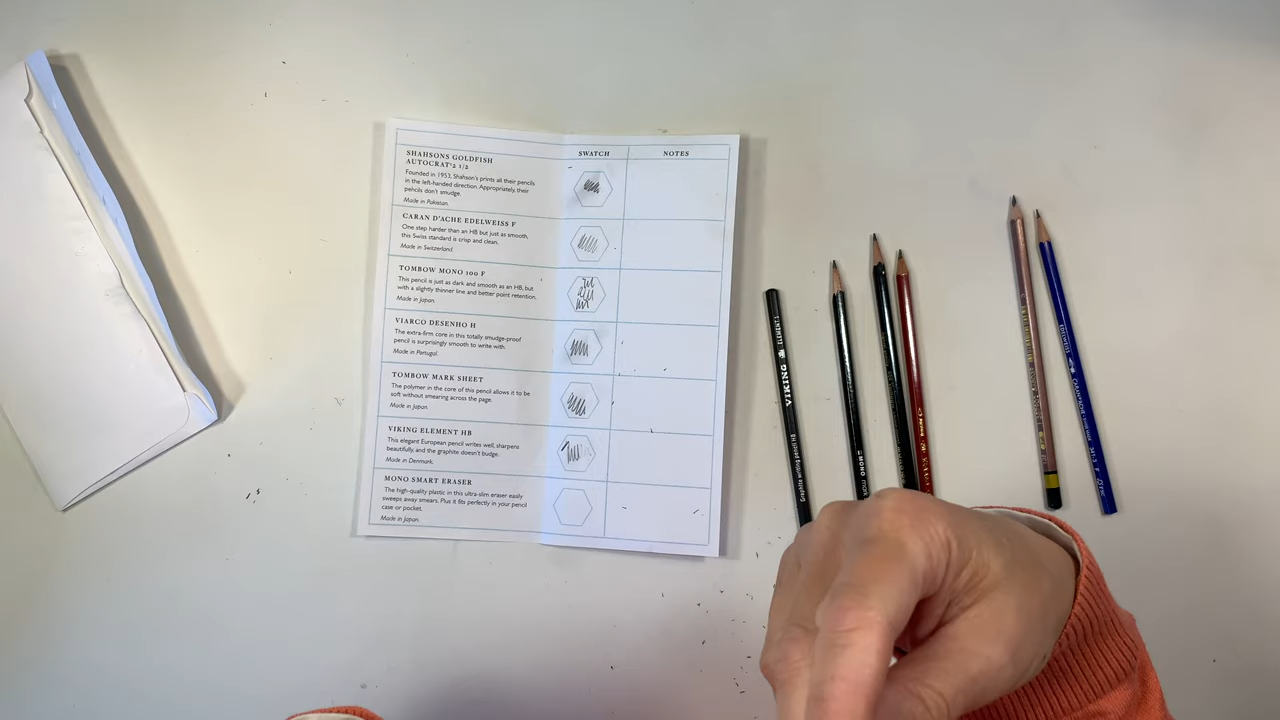 SWATCH NOTES
SHAHSONS GOLDFISH
AUTOCRAT 2 1/2
Founded in 1953, Shahson's prints all their pencils
in the left-handed direction. Appropriately, their
pencils don't smudge.
Made in Pakistan.
CARAN D'ACHE EDELWEISS F
One step harder than an HB but just as smooth,
this Swiss standard is crisp and clean.
Made in Switzerland.
TOMBOW MONO 100 F
This pencil is just as dark and smooth as an HB, but
with a slightly thinner line and better point retention.
Made in Japan.
VIARCO DESENHO H
The extra-firm core in this totally smudge-proof
pencil is surprisingly smooth to write with.
Made in Portugal.
TOMBOW MARK SHEET
The polymer in the core of this pencil allows it to be
soft without smearing across the page.
Made in Japan.
VIKING ELEMENT HB
This elegant European pencil writes well, sharpens
beautifully, and the graphite doesn't budge.
Made in Denmark.
MONO SMART ERASER
The high-quality plastic in this ultra-slim eraser easily
sweeps away smears. Plus it fits perfectly in your pencil
case or pocket.
Made in Japan.
Graphite writing pencil HB VIKING ELEMENT
MONO mark
EDELWEISS CARAN D'ACHE F